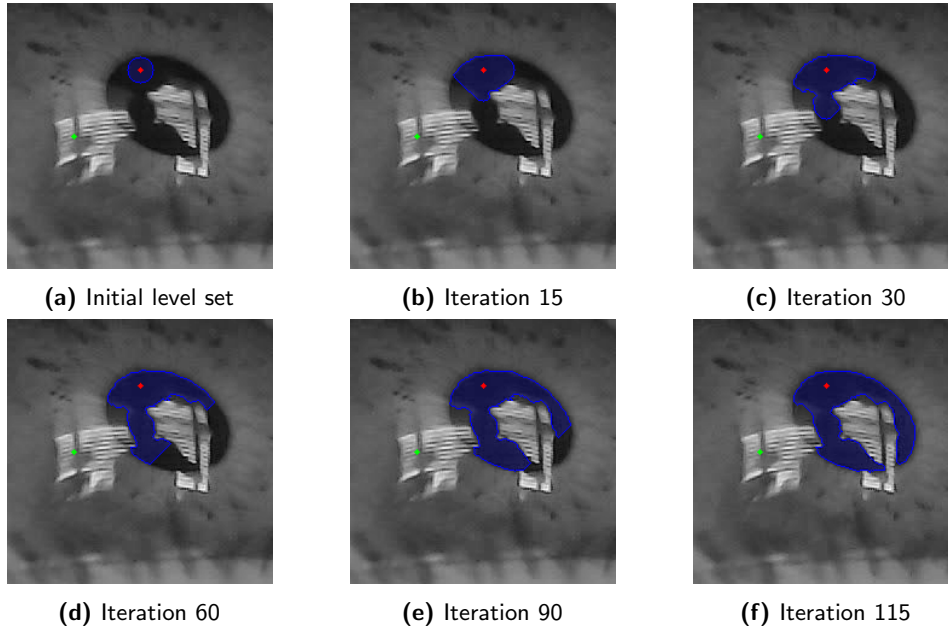 (a) Initial level set
(b) Iteration 15
(c) Iteration 30
(d) Iteration 60
(e) Iteration 90
(f) Iteration 115